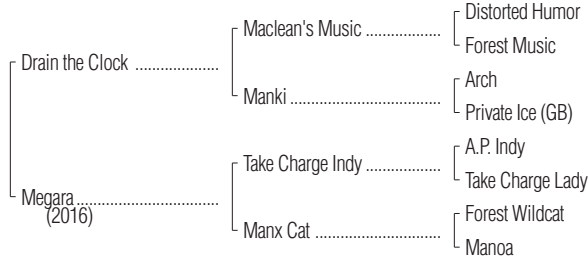 Distorted Humor
Maclean's Music ....................
Forest Music
Drain the Clock ......................
Arch
Manki ........................................
Private Ice (GB)
A.P. Indy
Take Charge Indy ....................
Take Charge Lady
Megara ......................................
(2016)
Forest Wildcat
Manx Cat .................................
Manoa